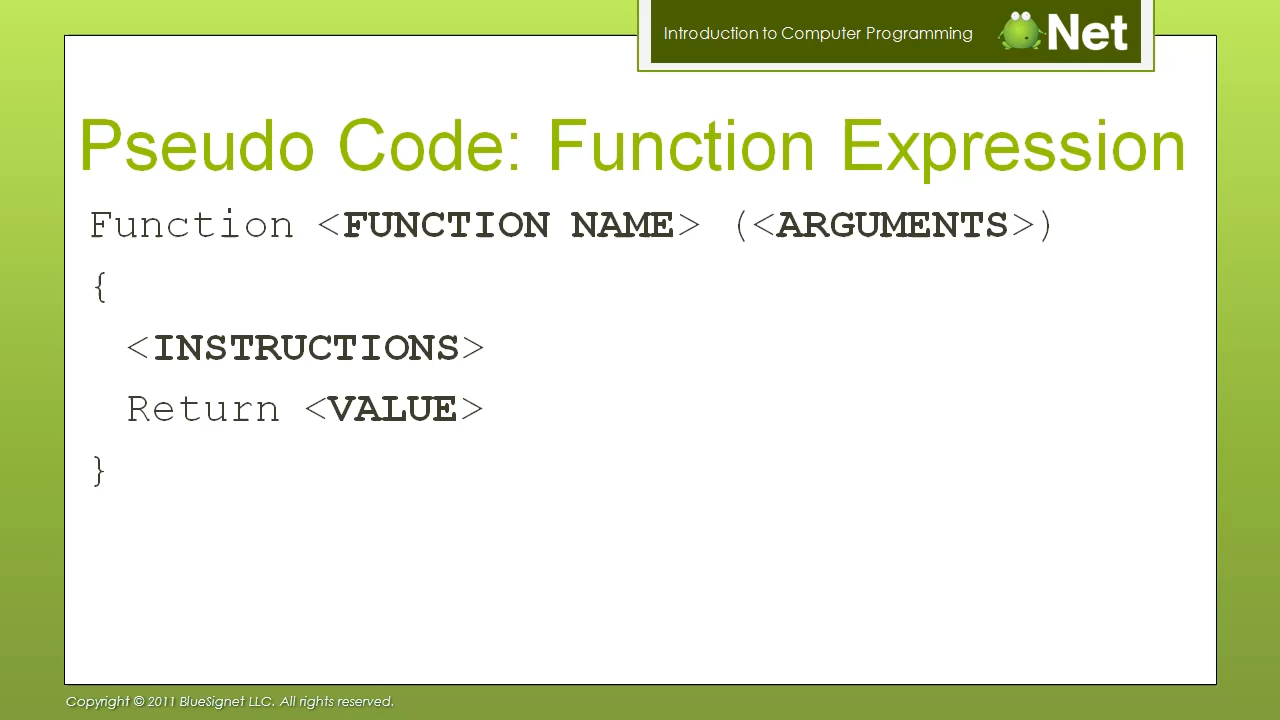 Introduction to Computer Programming
Net
Pseudo Code: Function Expression
Function <FUNCTION NAME> (<ARGUMENTS>)
{
<INSTRUCTIONS>
Return <VALUE>
}
Copyright © 2011 BlueSignet LLC. All rights reserved.